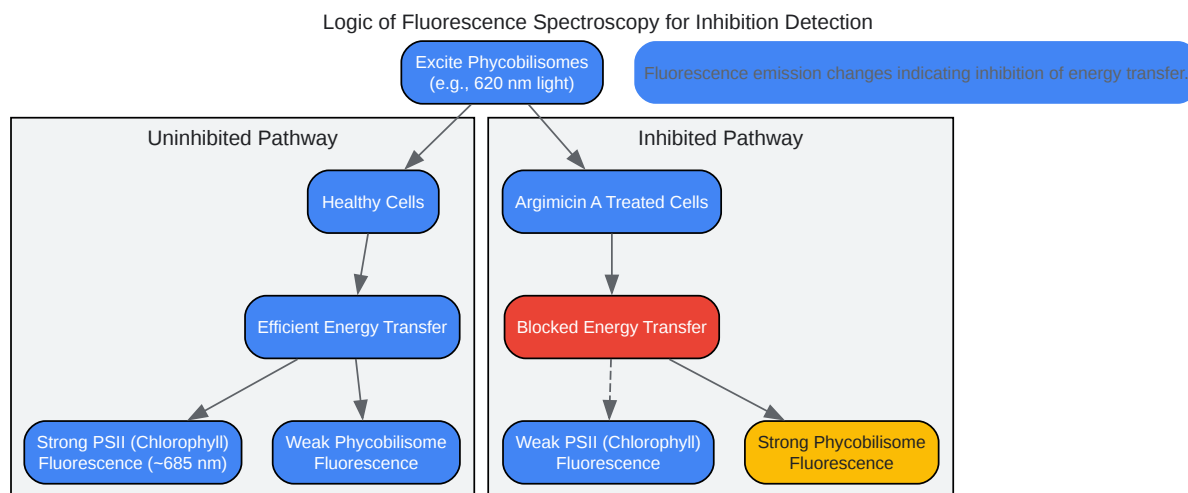 Logic of Fluorescence Spectroscopy for Inhibition Detection
Excite Phycobilisomes
(e.g., 620 nm light)
Fluorescence emission changes indicating inhibition of energy transfer.
Uninhibited Pathway
Inhibited Pathway
Healthy Cells
Argimicin A Treated Cells
Efficient Energy Transfer
Blocked Energy Transfer
Strong PSII (Chlorophyll)
Fluorescence (~685 nm)
Weak Phycobilisome
Fluorescence
Weak PSII (Chlorophyll)
Fluorescence
Strong Phycobilisome
Fluorescence